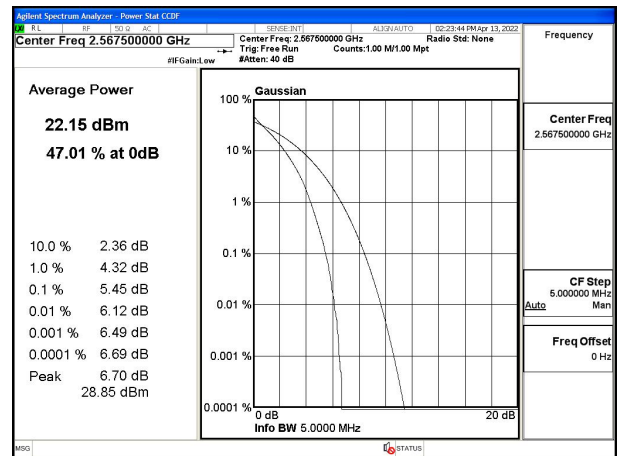 Agilent Spectrum Analyzer - Power Stat CCDF
RL RF 50 Ω AC SENSE:INT ALIGNAUTO 02:23:44 PM Apr 13, 2022
Center Freq 2.567500000 GHz
Center Freq: 2.567500000 GHz Radio Std: None
Trig: Free Run Counts:1.00 M/1.00 Mpt
#IFGain:Low #Atten: 40 dB
Frequency
Average Power
22.15 dBm
47.01 % at 0dB
10.0 % 2.36 dB
1.0 % 4.32 dB
0.1 % 5.45 dB
0.01 % 6.12 dB
0.001 % 6.49 dB
0.0001 % 6.69 dB
Peak 6.70 dB
28.85 dBm
Gaussian
100 %
10 %
1 %
0.1 %
0.01 %
0.001 %
0.0001 %
0 dB 20 dB
Info BW 5.0000 MHz
Center Freq
2.567500000 GHz
CF Step
5.000000 MHz
Auto Man
Freq Offset
0 Hz
MSG STATUS